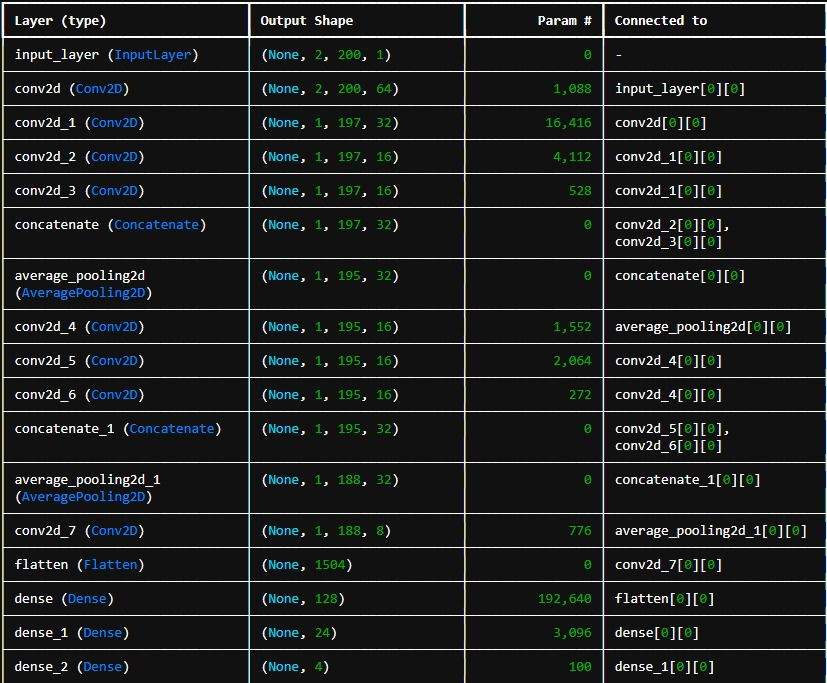 Layer (type) Output Shape Param # Connected to
input_layer (InputLayer) (None, 2, 200, 1) 0 -
conv2d (Conv2D) (None, 2, 200, 64) 1,088 input_layer[0][0]
conv2d_1 (Conv2D) (None, 1, 197, 32) 16,416 conv2d[0][0]
conv2d_2 (Conv2D) (None, 1, 197, 16) 4,112 conv2d_1[0][0]
conv2d_3 (Conv2D) (None, 1, 197, 16) 528 conv2d_1[0][0]
concatenate (Concatenate) (None, 1, 197, 32) 0 conv2d_2[0][0],
conv2d_3[0][0]
average_pooling2d (None, 1, 195, 32) 0 concatenate[0][0]
(AveragePooling2D)
conv2d_4 (Conv2D) (None, 1, 195, 16) 1,552 average_pooling2d[0][0]
conv2d_5 (Conv2D) (None, 1, 195, 16) 2,064 conv2d_4[0][0]
conv2d_6 (Conv2D) (None, 1, 195, 16) 272 conv2d_4[0][0]
concatenate_1 (Concatenate) (None, 1, 195, 32) 0 conv2d_5[0][0],
conv2d_6[0][0]
average_pooling2d_1 (None, 1, 188, 32) 0 concatenate_1[0][0]
(AveragePooling2D)
conv2d_7 (Conv2D) (None, 1, 188, 8) 776 average_pooling2d_1[0][0]
flatten (Flatten) (None, 1504) 0 conv2d_7[0][0]
dense (Dense) (None, 128) 192,640 flatten[0][0]
dense_1 (Dense) (None, 24) 3,096 dense[0][0]
dense_2 (Dense) (None, 4) 100 dense_1[0][0]